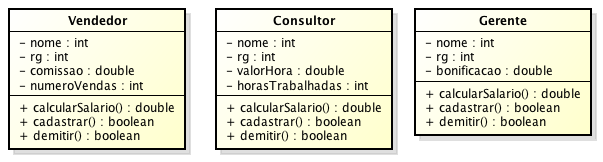 Vendedor
- nome : int
- rg : int
- comissao : double
- numeroVendas : int
+ calcularSalario() : double
+ cadastrar() : boolean
+ demitir() : boolean
Consultor
- nome : int
- rg : int
- valorHora : double
- horasTrabalhadas : int
+ calcularSalario() : double
+ cadastrar() : boolean
+ demitir() : boolean
Gerente
- nome : int
- rg : int
- bonificacao : double
+ calcularSalario() : double
+ cadastrar() : boolean
+ demitir() : boolean